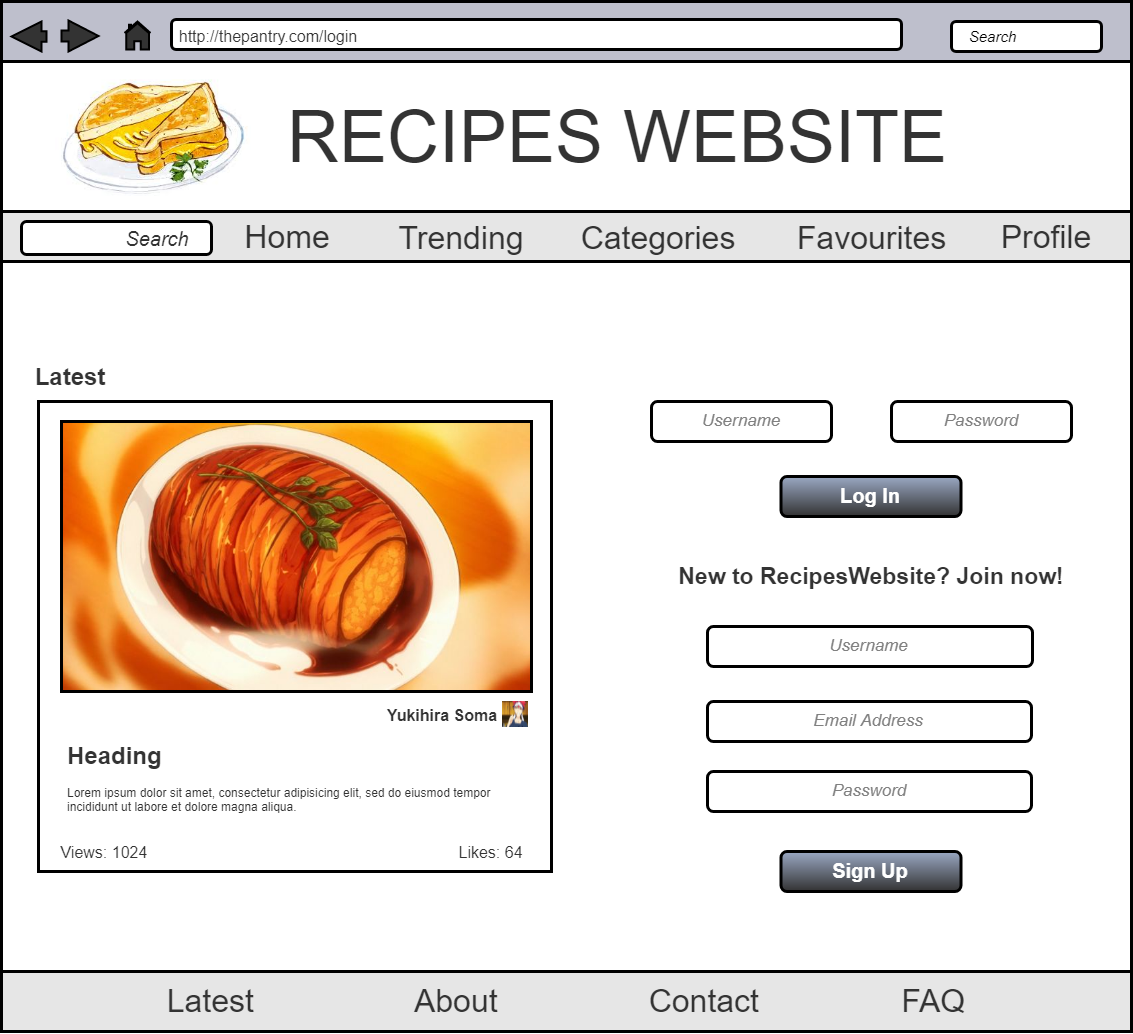 http://thepantry.com/login
Search
RECIPES WEBSITE
Search
Home
Trending
Categories
Favourites
Profile
Latest
Yukihira Soma
Heading
Lorem ipsum dolor sit amet, consectetur adipisicing elit, sed do eiusmod tempor
incididunt ut labore et dolore magna aliqua.
Views: 1024
Likes: 64
Username
Password
Log In
New to RecipesWebsite? Join now!
Username
Email Address
Password
Sign Up
Latest
About
Contact
FAQ